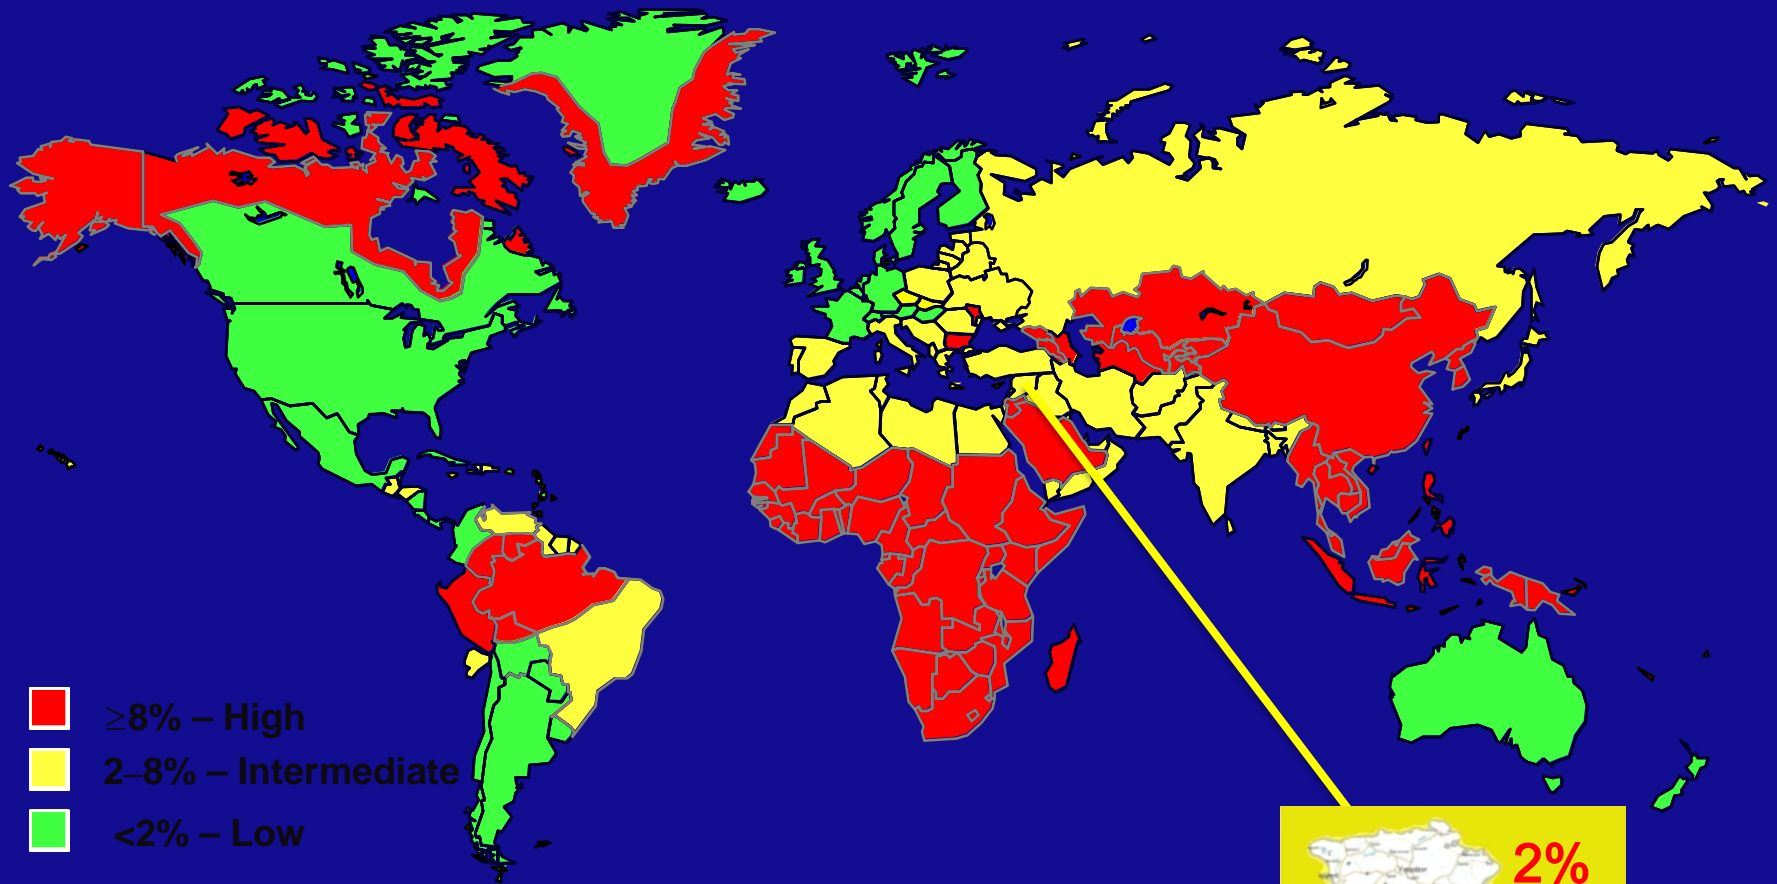 ≥8% – High
2–8% – Intermediate
<2% – Low
2%